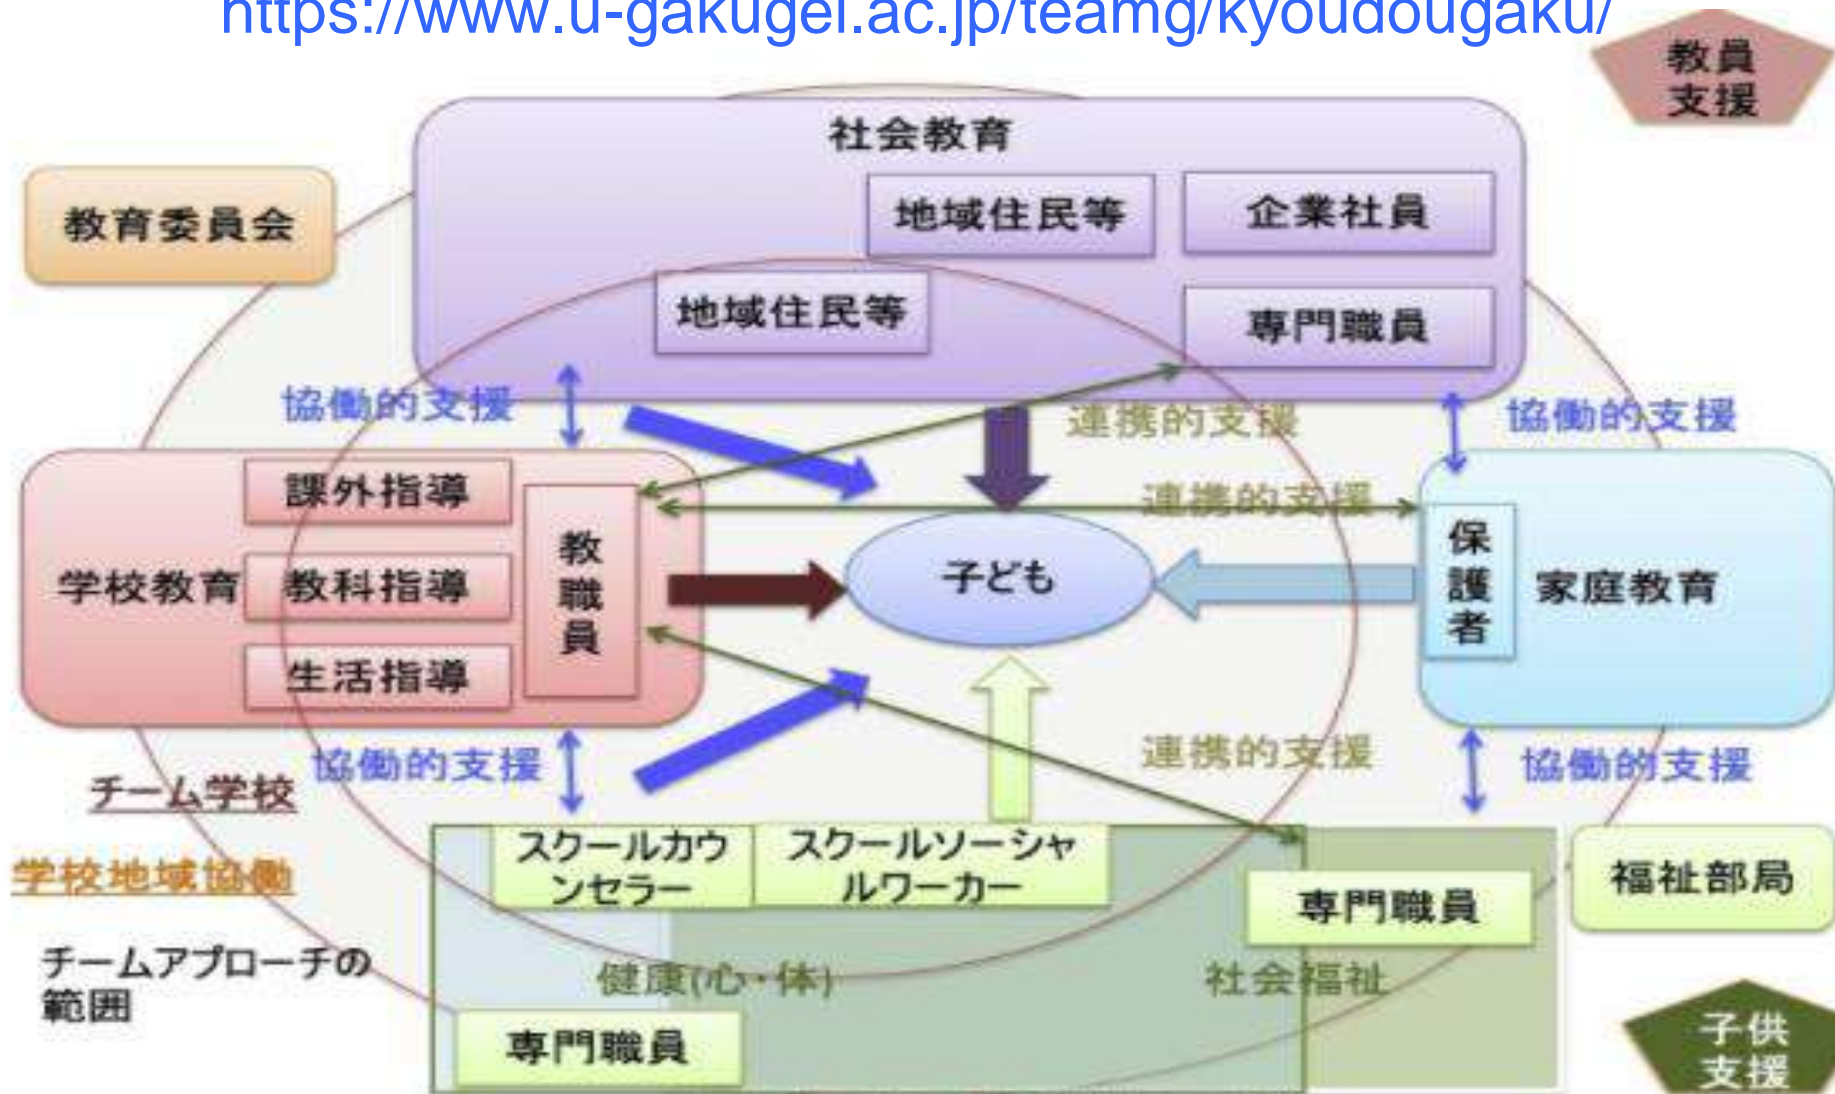 https://www.u-gakugei.ac.jp/teamg/kyoudougaku/
教員
支援
社会教育
教育委員会
地域住民等
企業社員
地域住民等
専門職員
協働的支援
連携的支援
協働的支援
課外指導
連携的支援
学校教育
教科指導
教職員
子ども
保護者
家庭教育
生活指導
協働的支援
連携的支援
協働的支援
チーム学校
スクールカウ
ンセラー
スクールソーシャ
ルワーカー
学校地域協働
専門職員
福祉部局
チームアプローチの
範囲
健康(心・体)
社会福祉
専門職員
子供
支援